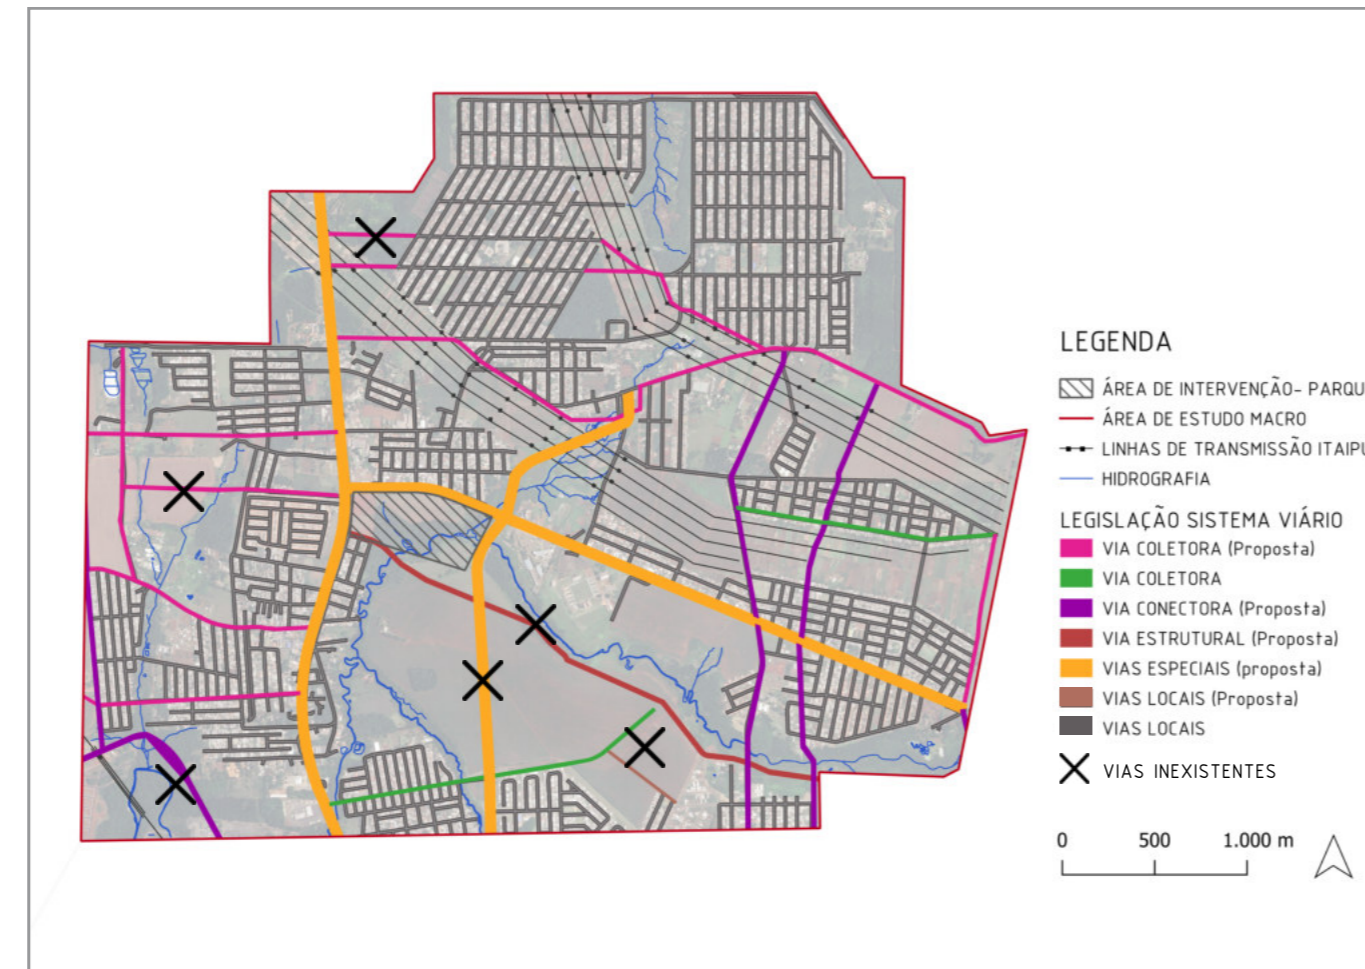 LEGENDA
ÁREA DE INTERVENÇÃO- PARQU
ÁREA DE ESTUDO MACRO
LINHAS DE TRANSMISSÃO ITAIPU
HIDROGRAFIA
LEGISLAÇÃO SISTEMA VIÁRIO
VIA COLETORA (Proposta)
VIA COLETORA
VIA CONECTORA (Proposta)
VIA ESTRUTURAL (Proposta)
VIAS ESPECIAIS (proposta)
VIAS LOCAIS (Proposta)
VIAS LOCAIS
VIAS INEXISTENTES
0 500 1.000 m